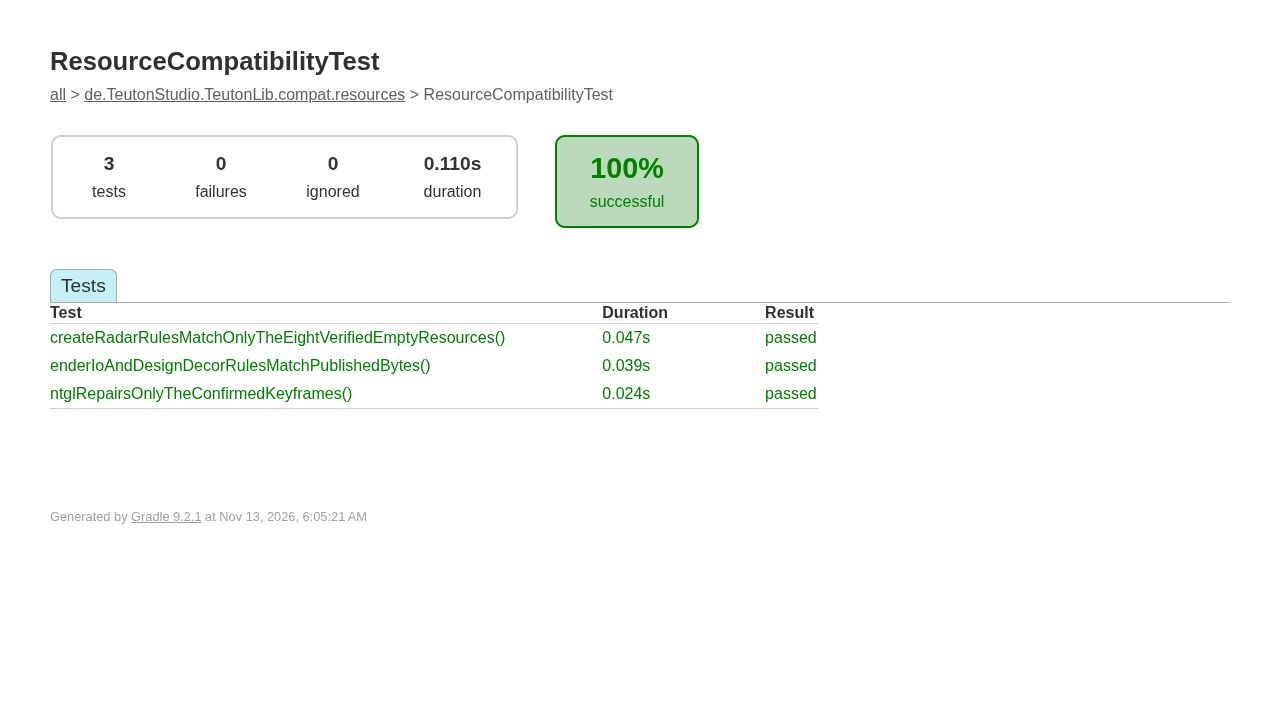 ResourceCompatibilityTest
all > de.TeutonStudio.TeutonLib.compat.resources > ResourceCompatibilityTest
3 0 0 0.110s
tests failures ignored duration
100%
successful
Tests
Test Duration Result
createRadarRulesMatchOnlyTheEightVerifiedEmptyResources() 0.047s passed
enderIoAndDesignDecorRulesMatchPublishedBytes() 0.039s passed
ntglRepairsOnlyTheConfirmedKeyframes() 0.024s passed
Generated by Gradle 9.2.1 at Nov 13, 2026, 6:05:21 AM